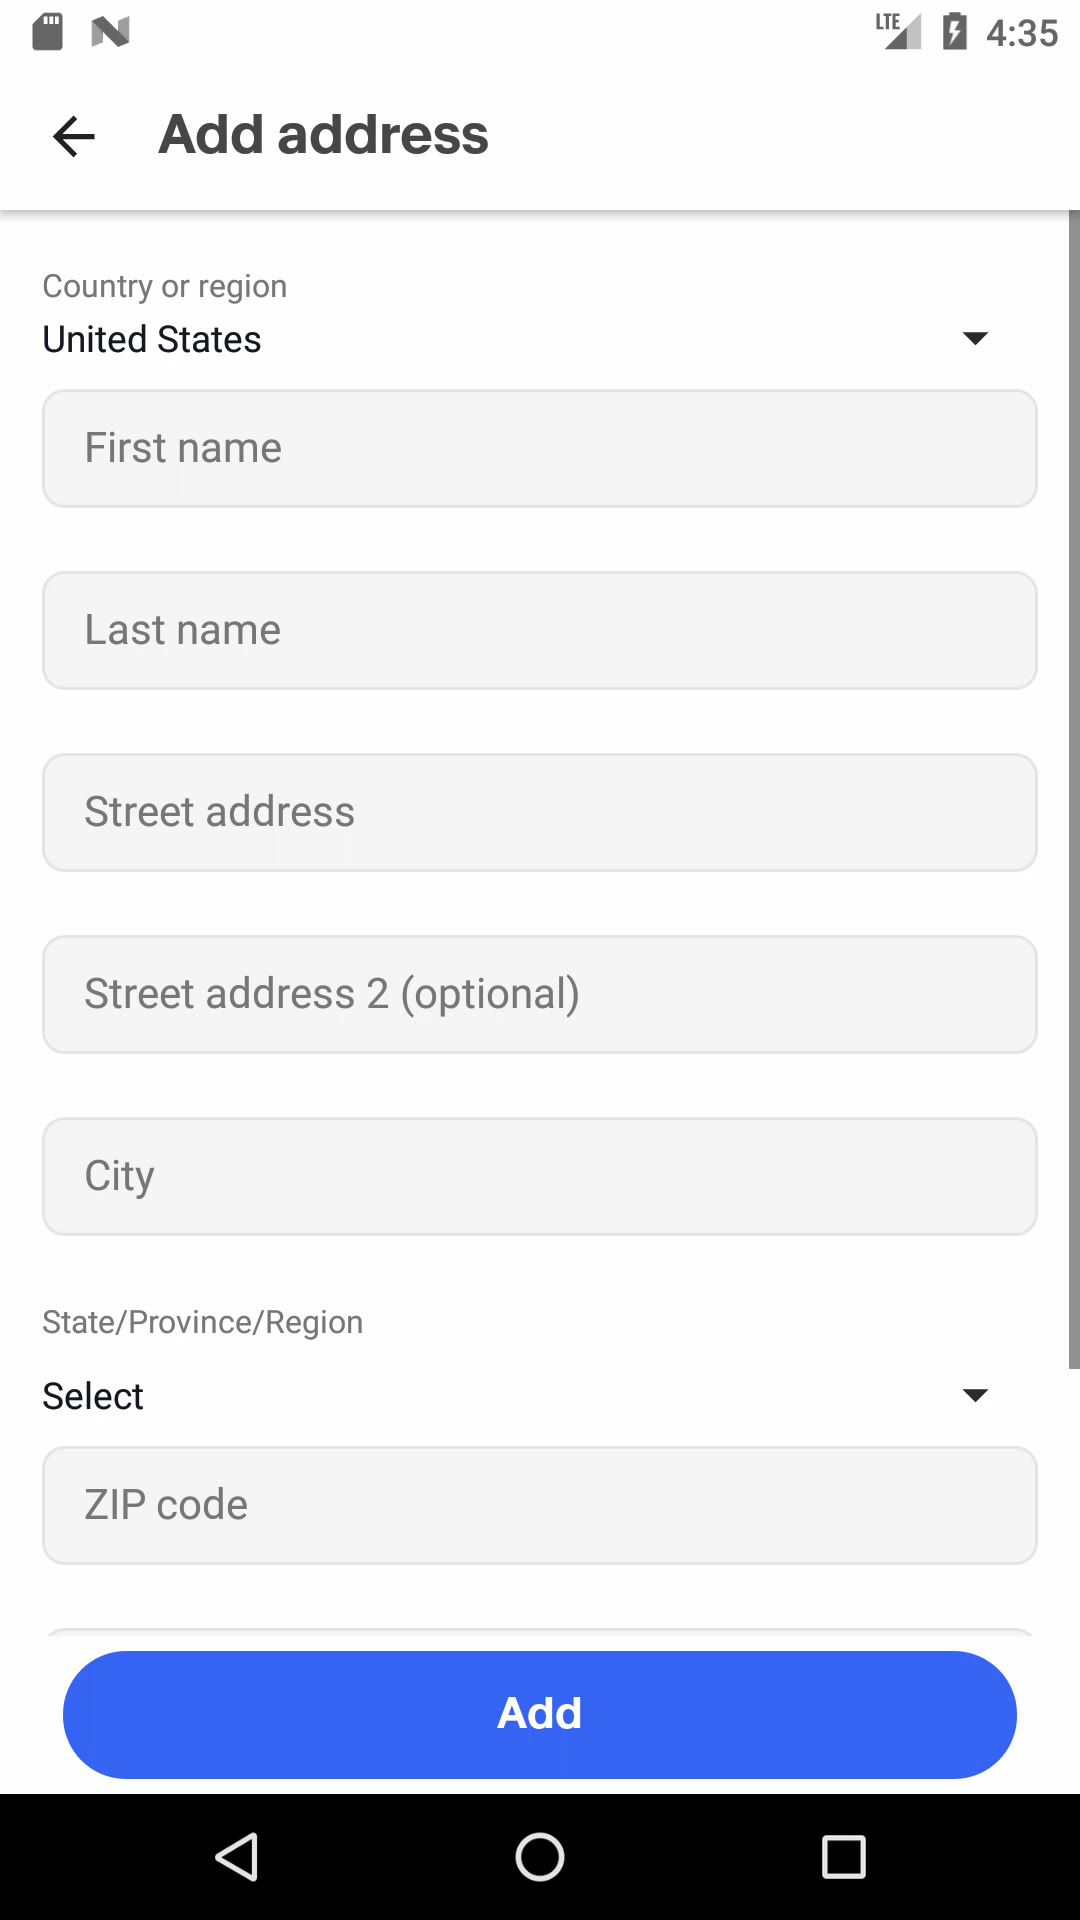 LTE 4:35
Add address
Country or region
United States
First name
Last name
Street address
Street address 2 (optional)
City
State/Province/Region
Select
ZIP code
Add